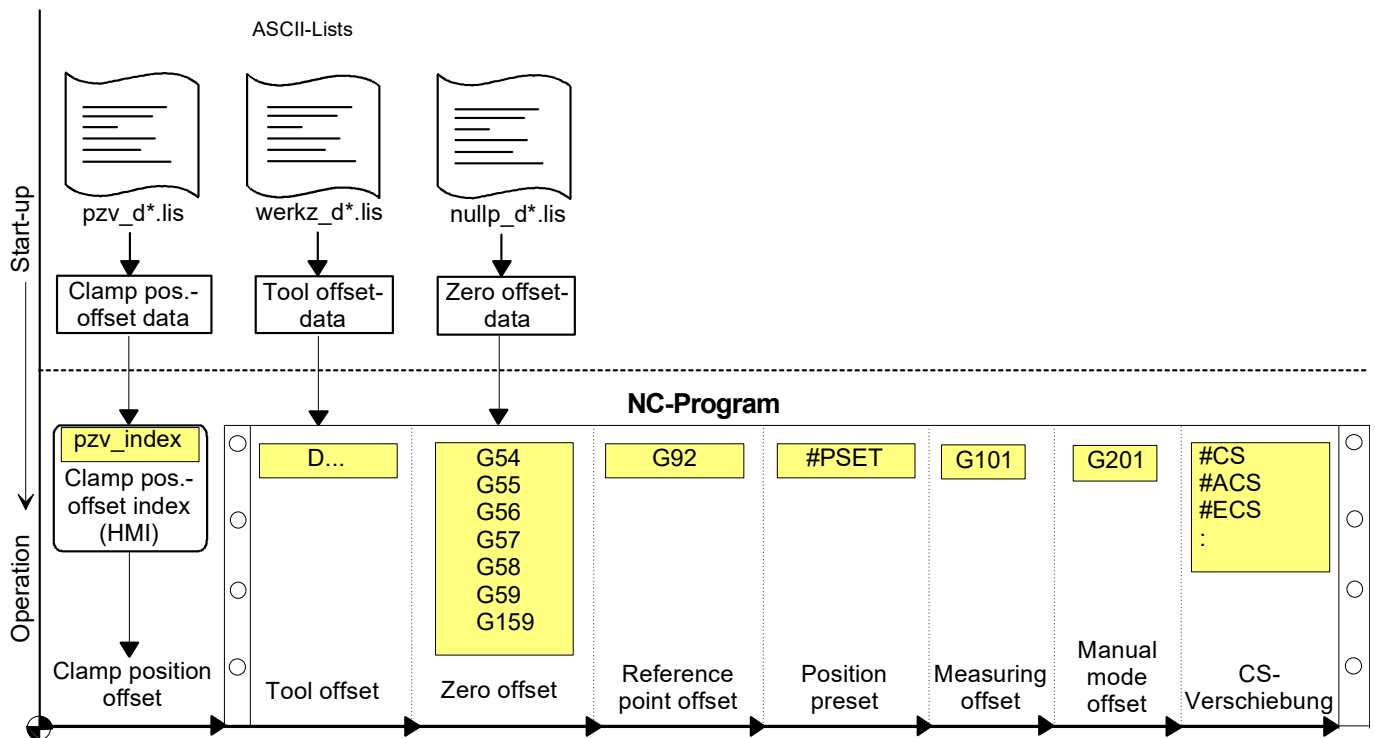 ASCII-Lists
pzv_d*.lis
werkz_d*.lis
nullp_d*.lis
Start-up
Clamp pos.-
offset data
Tool offset-
data
Zero offset-
data
NC-Program
Operation
pzv_index
Clamp pos.-
offset index
(HMI)
D...
G54
G55
G56
G57
G58
G59
G159
G92
#PSET
G101
G201
#CS
#ACS
#ECS
:
Clamp position
offset
Tool offset
Zero offset
Reference
point offset
Position
preset
Measuring
offset
Manual
mode
offset
CS-
Verschiebung